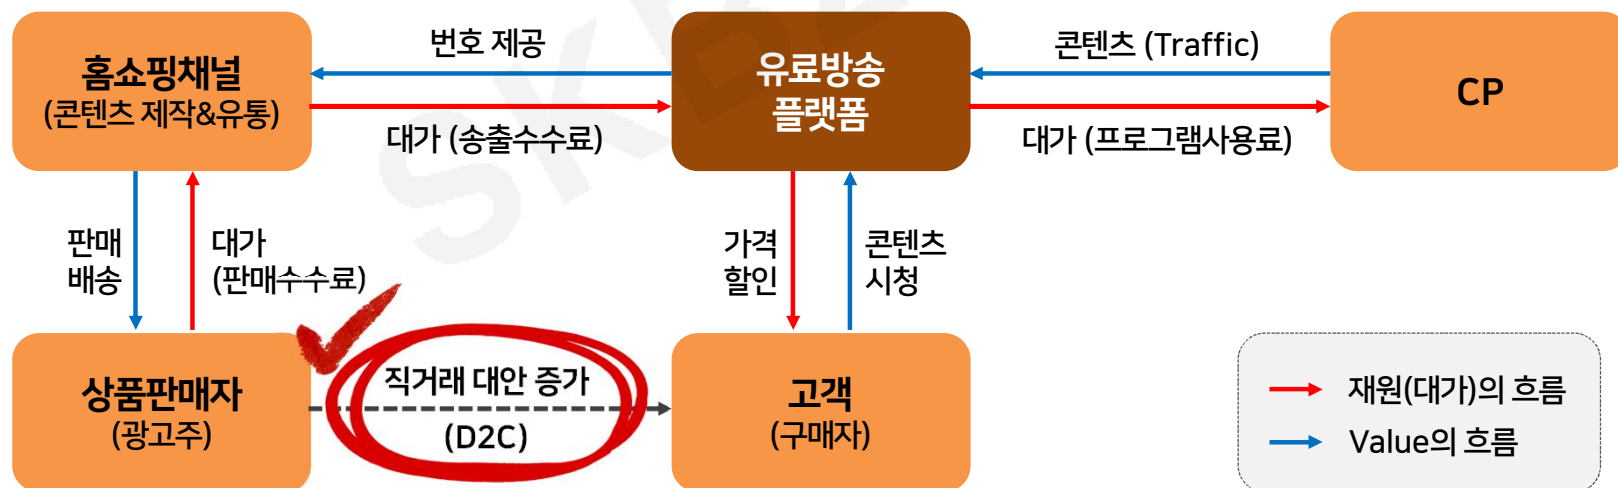 번호 제공
콘텐츠 (Traffic)
홈쇼핑채널
(콘텐츠 제작&유통)
유료방송
플랫폼
CP
대가 (송출수수료)
대가 (프로그램사용료)
판매
배송
대가
(판매수수료)
가격
할인
콘텐츠
시청
상품판매자
(광고주)
직거래 대안 증가
(D2C)
고객
(구매자)
재원(대가)의 흐름
Value의 흐름